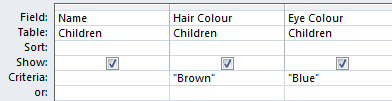 Field: Name Hair Colour Eye Colour
Table: Children Children Children
Sort:
Show:
Criteria: "Brown" "Blue"
or: